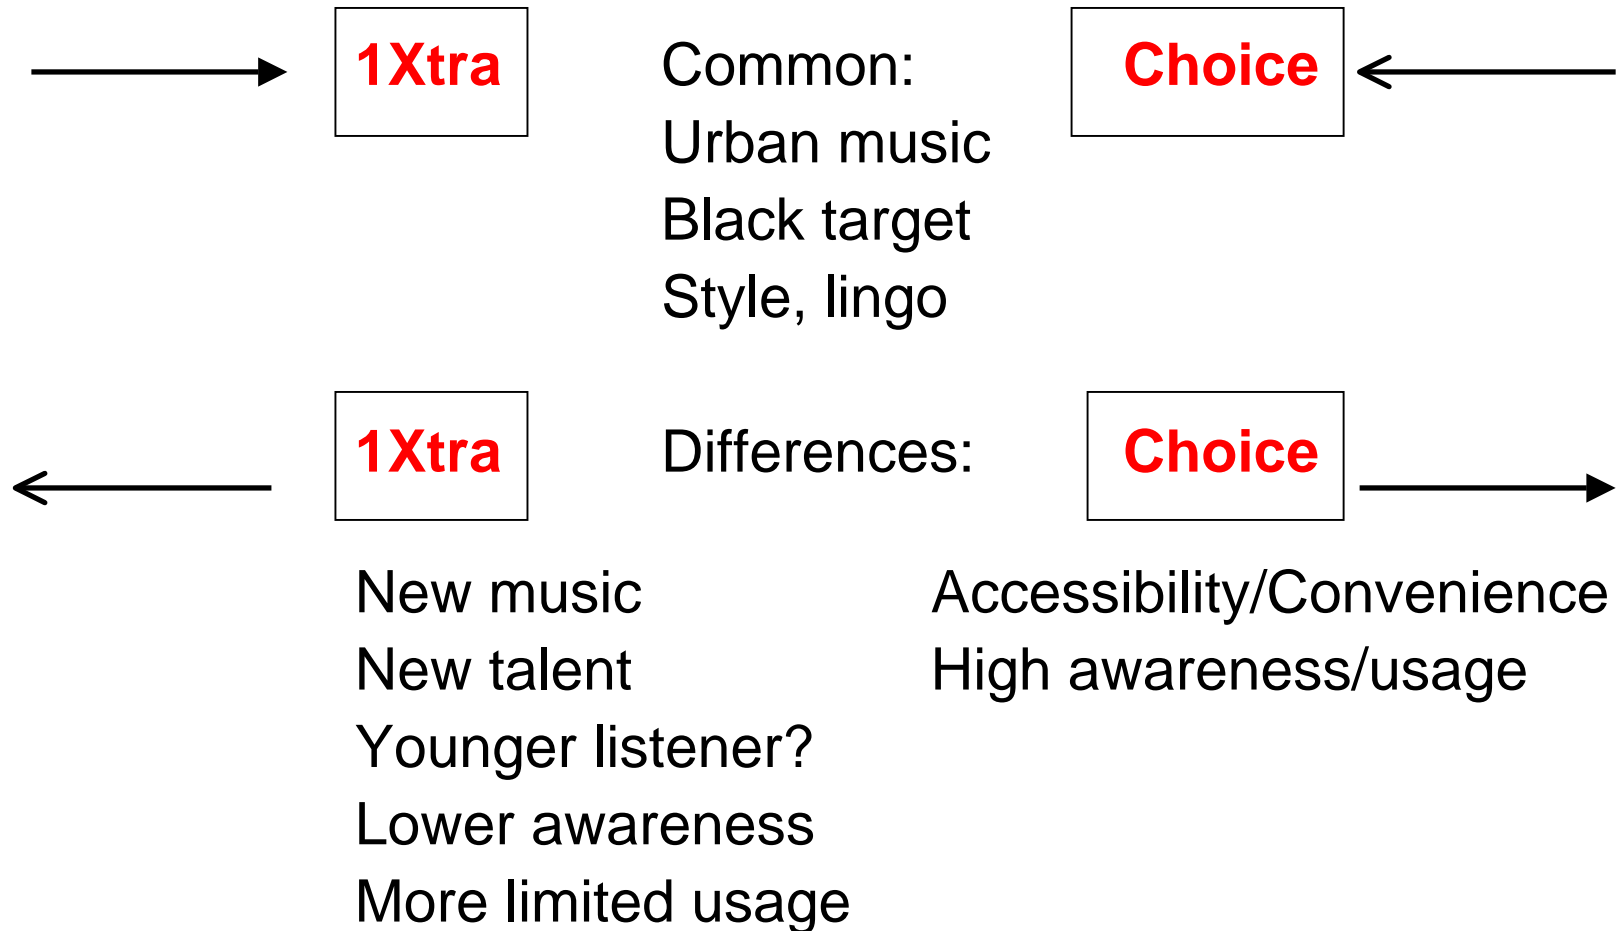 1Xtra Common: Choice
Urban music
Black target
Style, lingo
1Xtra Differences: Choice
New music Accessibility/Convenience
New talent High awareness/usage
Younger listener?
Lower awareness
More limited usage